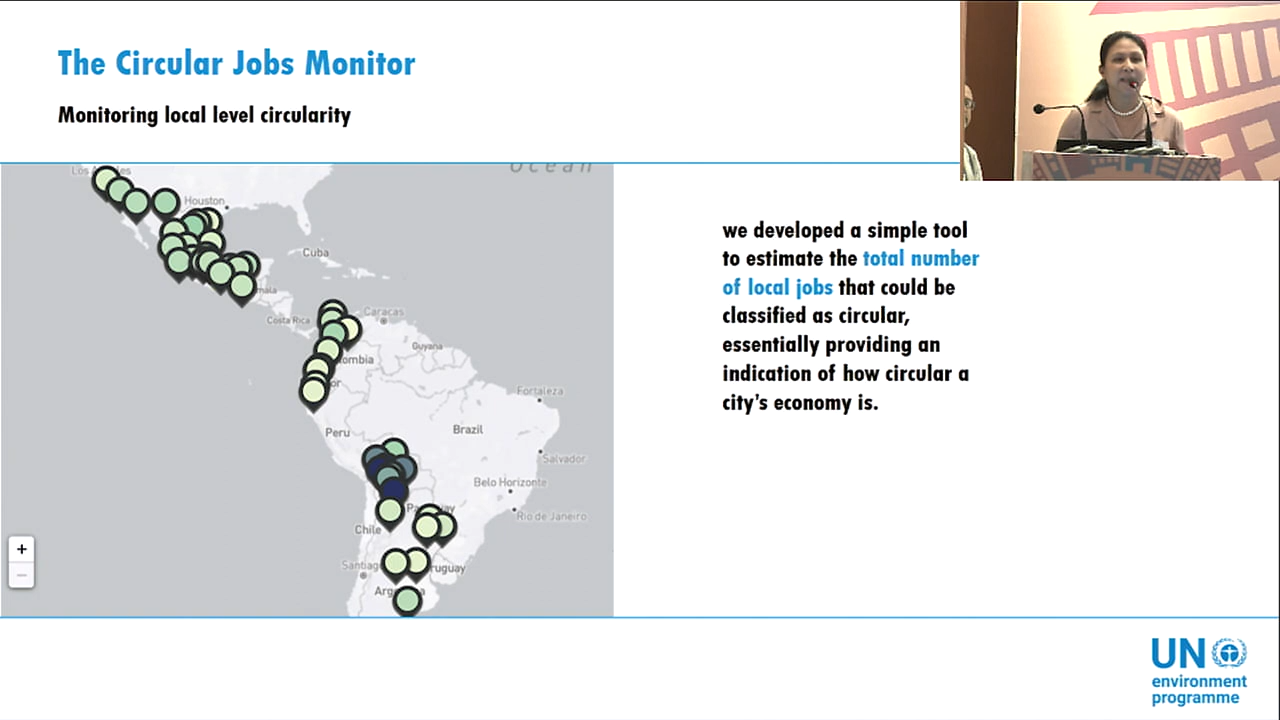 The Circular Jobs Monitor
Monitoring local level circularity
Ocean
Houston
Cuba
Costa Rica
Caracas
Guyana
Fortaleza
Peru
Brazil
Salvador
Belo Horizonte
Rio de Janeiro
Chile
+
we developed a simple tool
to estimate the total number
of local jobs that could be
classified as circular,
essentially providing an
indication of how circular a
city's economy is.
UN
environment
programme